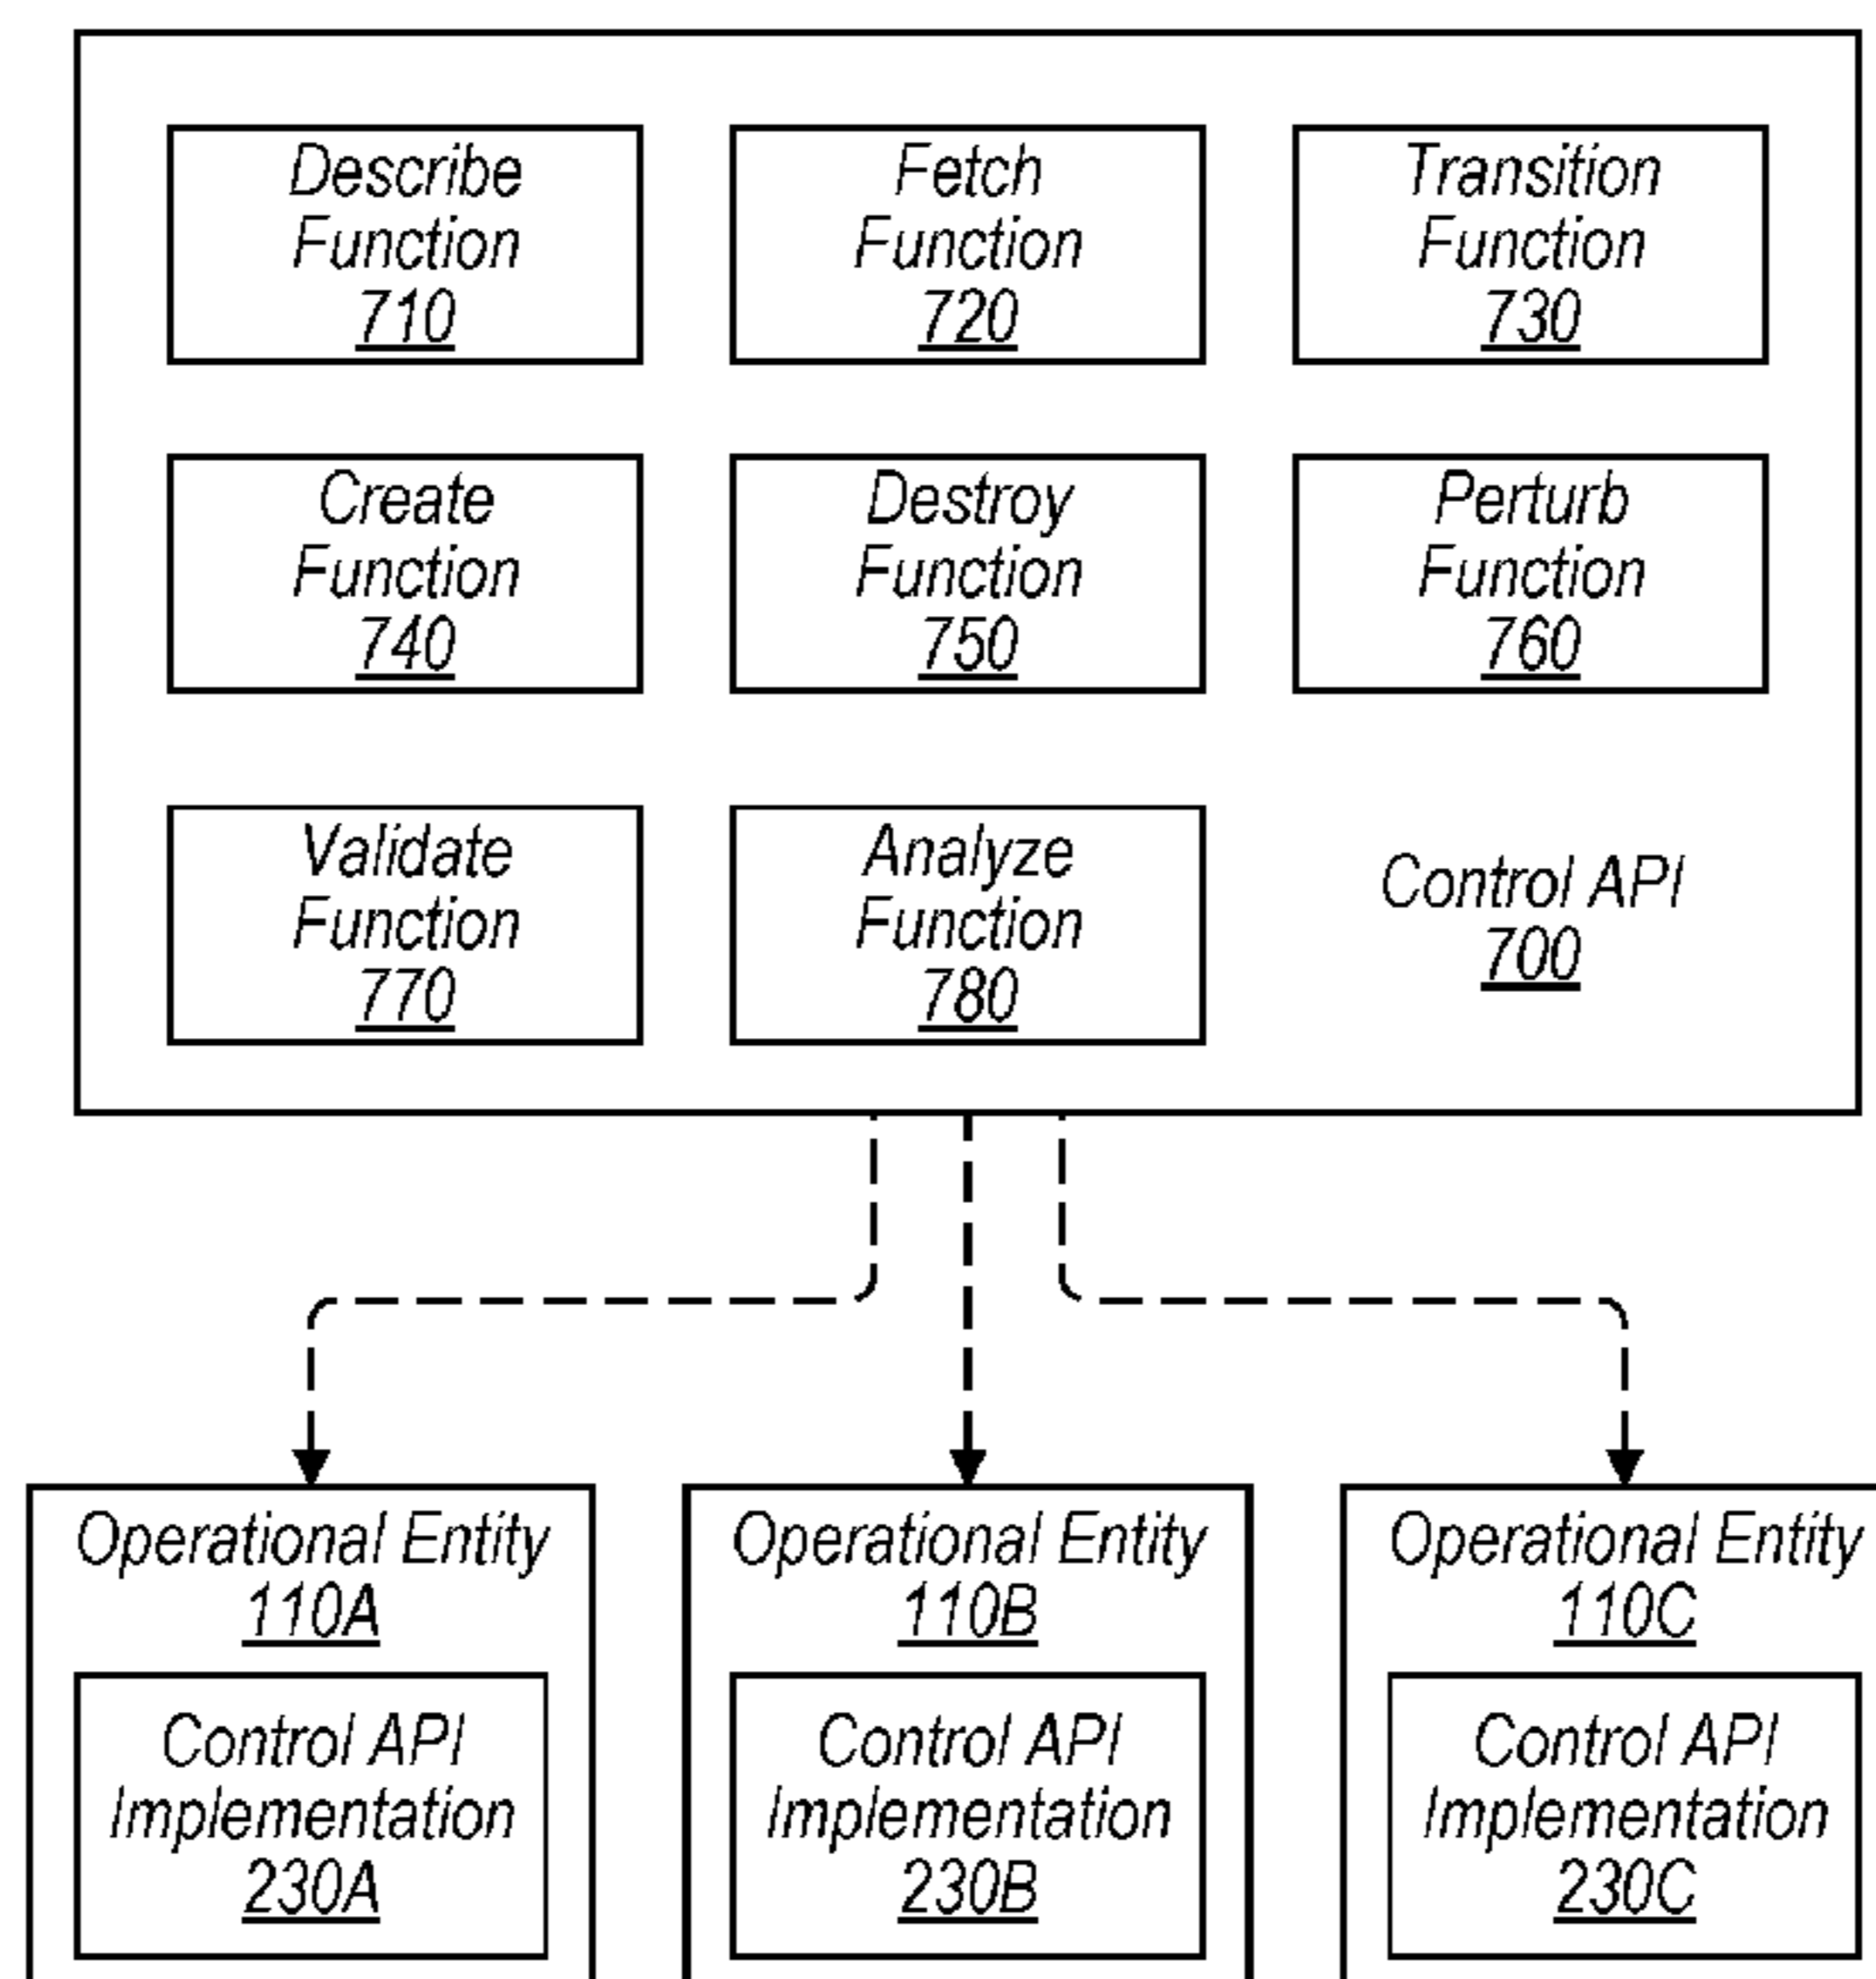 Describe
Function
710
Fetch
Function
720
Transition
Function
730
Create
Function
740
Destroy
Function
750
Perturb
Function
760
Validate
Function
770
Analyze
Function
780
Control API
700
Operational Entity
110A
Control API
Implementation
230A
Operational Entity
110B
Control API
Implementation
230B
Operational Entity
110C
Control API
Implementation
230C